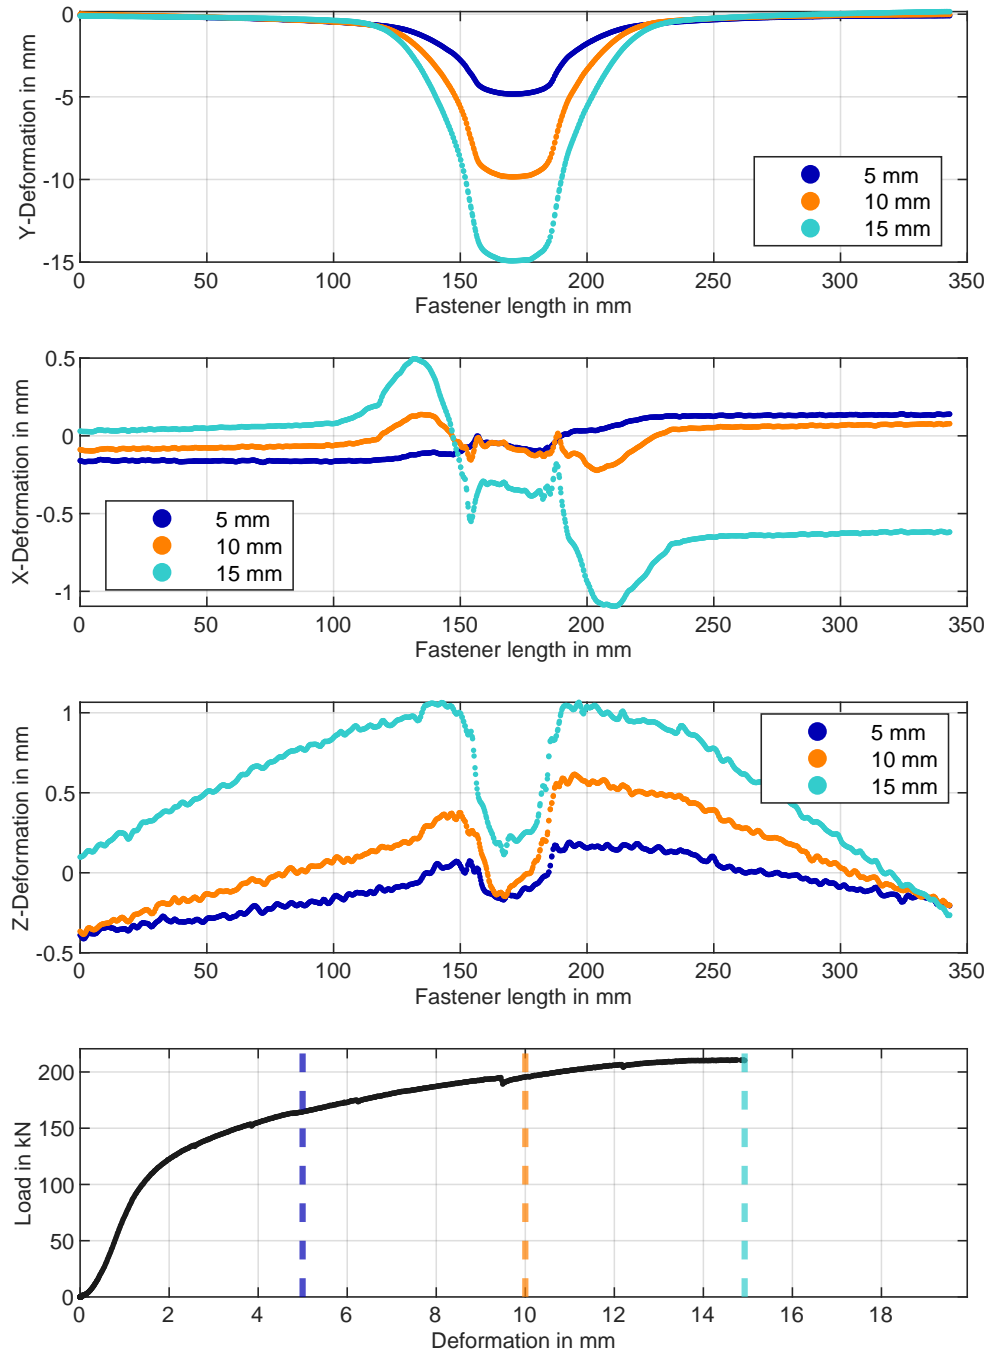 Y-Deformation in mm
0
-5
-10
-15
5 mm
10 mm
15 mm
0 50 100 150 200 250 300 350
Fastener length in mm
X-Deformation in mm
0.5
0
-0.5
-1
5 mm
10 mm
15 mm
0 50 100 150 200 250 300 350
Fastener length in mm
Z-Deformation in mm
1
0.5
0
-0.5
5 mm
10 mm
15 mm
0 50 100 150 200 250 300 350
Fastener length in mm
Load in kN
200
150
100
50
0
0 2 4 6 8 10 12 14 16 18
Deformation in mm